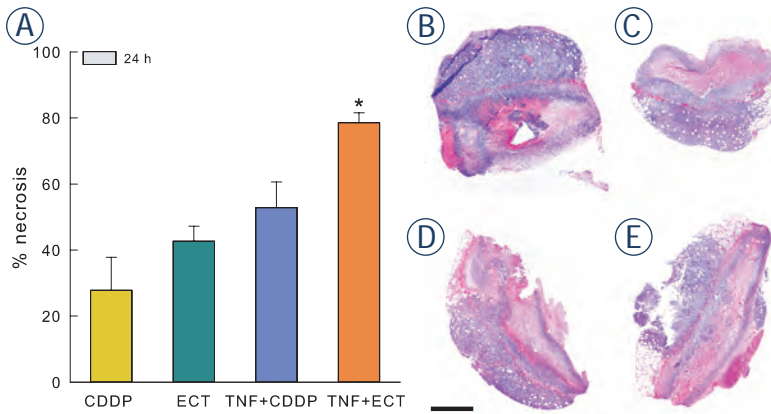 A
24 h
% necrosis
100
80
60
40
20
0
*
CDDP
ECT
TNF+CDDP
TNF+ECT
B
C
D
E